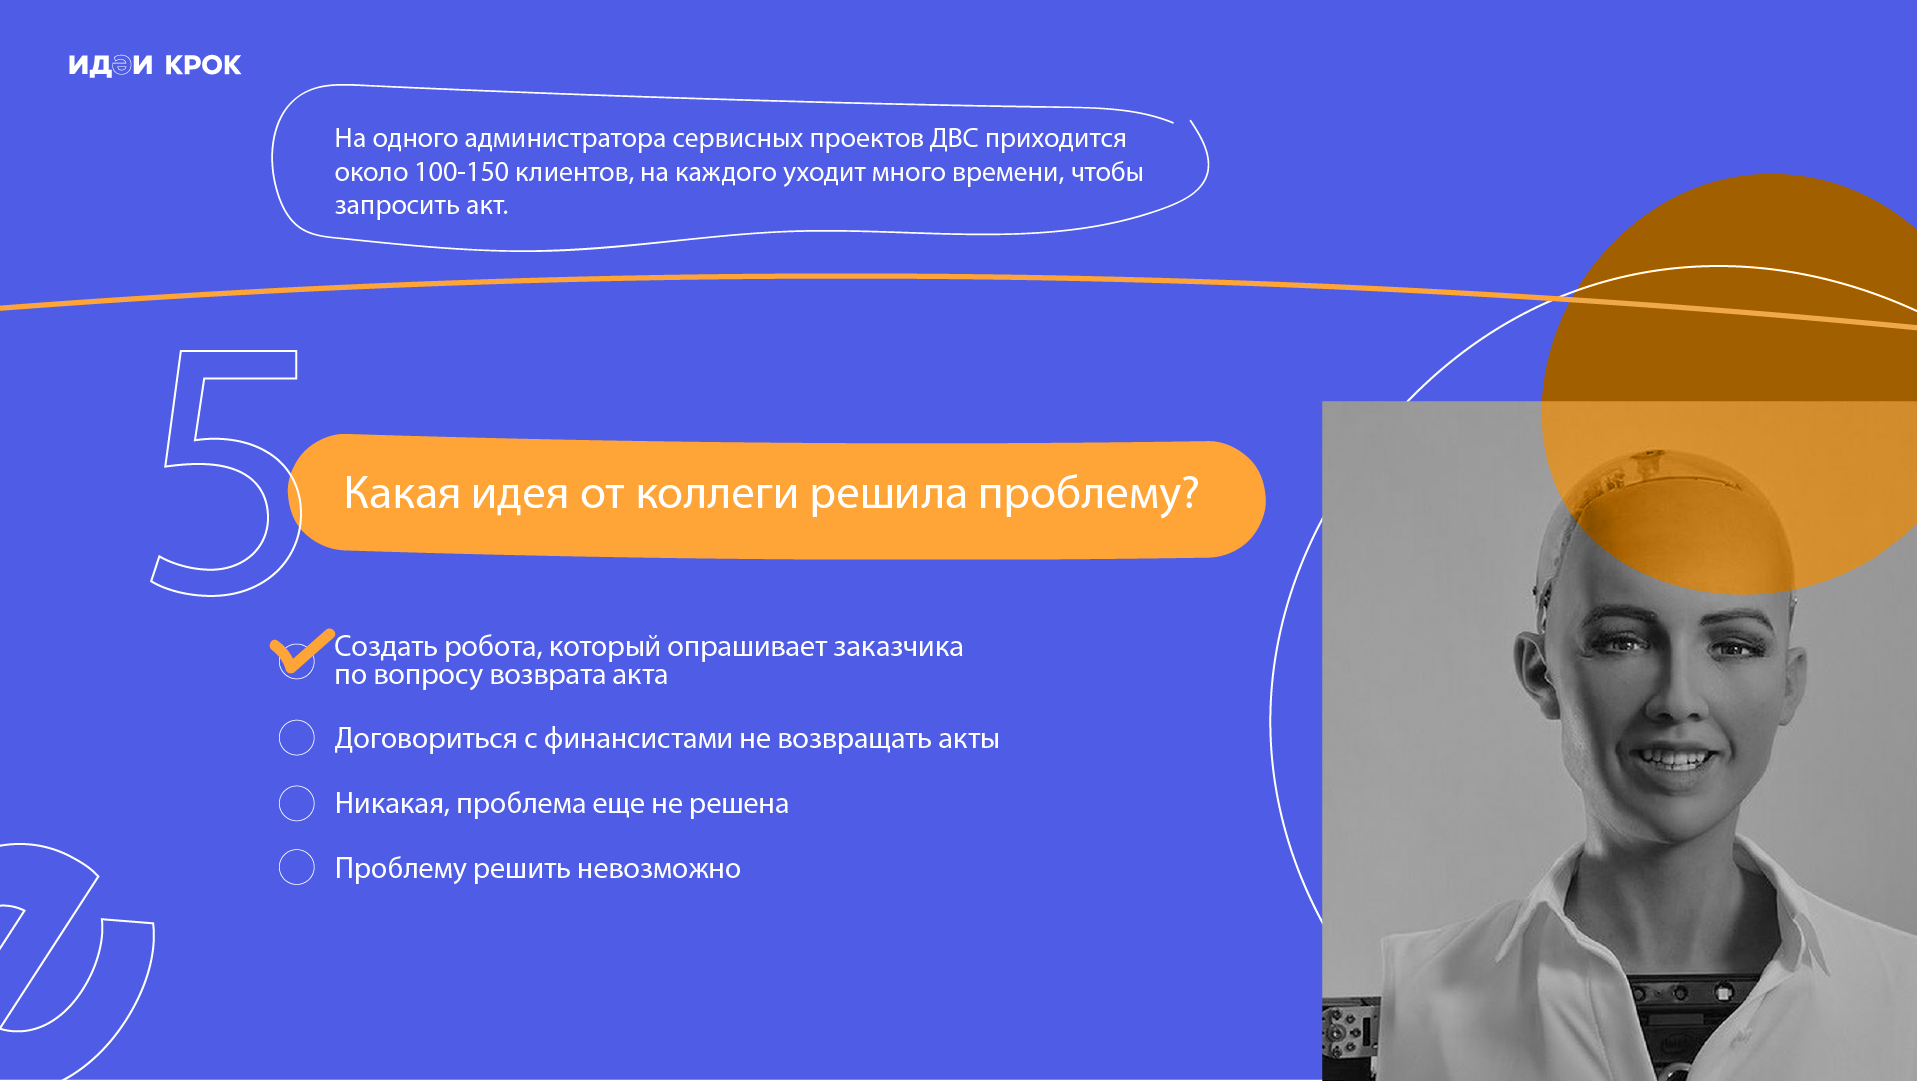 идэи крок
На одного администратора сервисных проектов ДВС приходится
около 100-150 клиентов, на каждого уходит много времени, чтобы
запросить акт.
5
Какая идея от коллеги решила проблему?
Создать робота, который опрашивает заказчика
по вопросу возврата акта
Договориться с финансистами не возвращать акты
Никакая, проблема еще не решена
Проблему решить невозможно